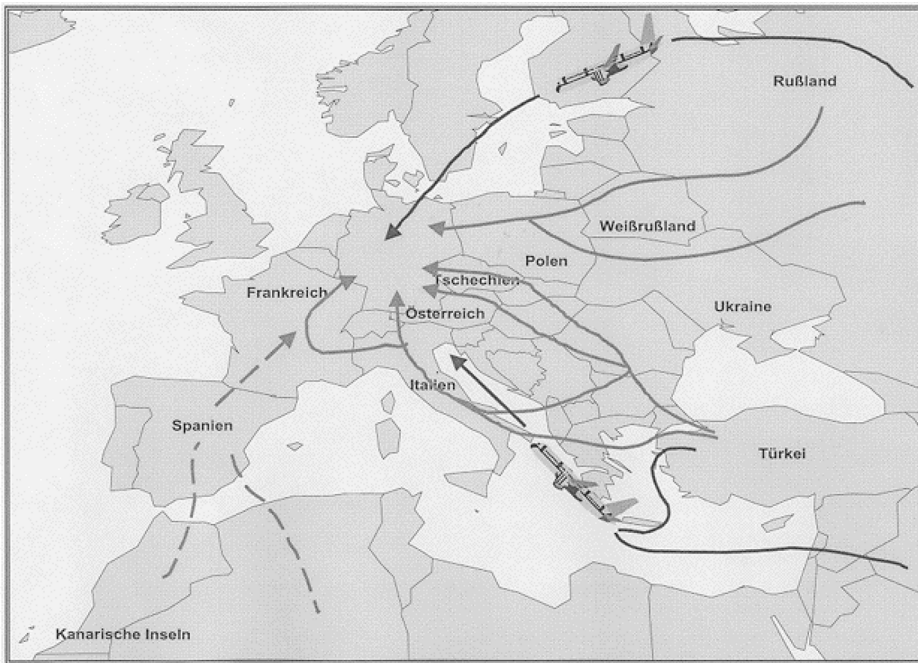 Rußland
Weißrußland
Polen
Tschechien
Frankreich
Ukraine
Österreich
Italien
Spanien
Türkei
Kanarische Inseln